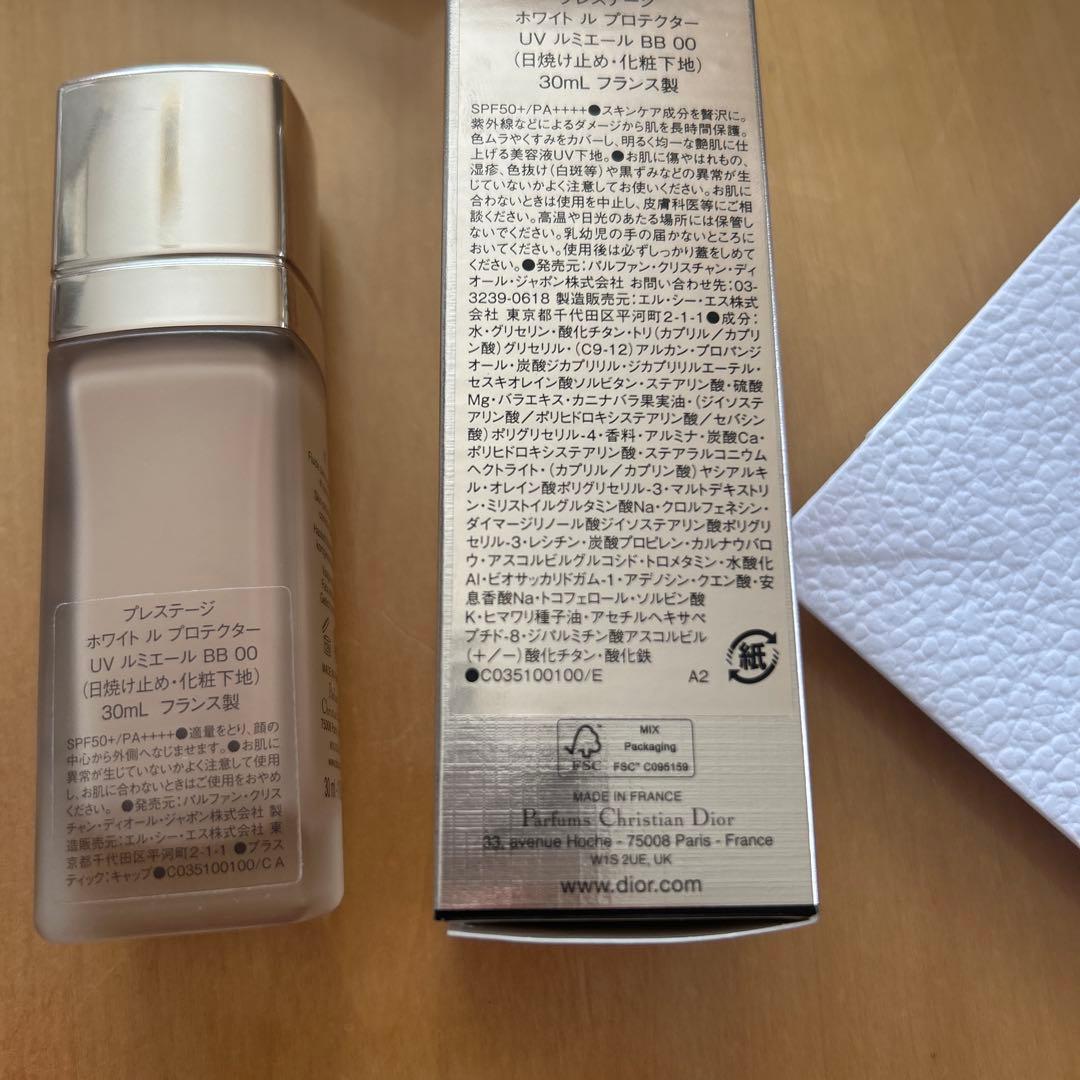 プレステージ
ホワイト ル プロテクター
UV ルミエール BB 00
(日焼け止め・化粧下地)
30mL フランス製
SPF50+/PA++++●適量をとり、顔の
中心から外側へなじませます。●お肌に
異常が生じていないかよく注意して使用
し、お肌に合わないときはご使用をおやめ
ください。●発売元:パルファン・クリス
チャン・ディオール・ジャポン株式会社 製
造販売元:エル・シー・エス株式会社 東
京都千代田区平河町2-1-1 ●プラス
ティック:キャップ●C035100100/C A
プレステージ
ホワイト ル プロテクター
UV ルミエール BB 00
(日焼け止め・化粧下地)
30mL フランス製
SPF50+/PA++++●スキンケア成分を贅沢に。
紫外線などによるダメージから肌を長時間保護。
色ムラやくすみをカバーし、明るく均一な艶肌に仕
上げる美容液UV下地。●お肌に傷やはれもの、
湿疹、色抜け(白斑等)や黒ずみなどの異常が生
じていないかよく注意してお使いください。お肌に
合わないときは使用を中止し、皮膚科医等にご相
談ください。高温や日光のあたる場所には保管し
ないでください。乳幼児の手の届かないところに
おいてください。使用後は必ずしっかり蓋をしめて
ください。●発売元:パルファン・クリスチャン・ディ
オール・ジャポン株式会社 お問い合わせ先:03-
3239-0618 製造販売元:エル・シー・エス株式
会社 東京都千代田区平河町2-1-1●成分:
水・グリセリン・酸化チタン・トリ(カプリル/カプリ
ン酸)グリセリル・(C9-12)アルカン・プロパンジ
オール・炭酸ジカプリリル・ジカプリリルエーテル・
セスキオレイン酸ソルビタン・ステアリン酸・硫酸
Mg・バラエキス・カニナバラ果実油・(ジイソステ
アリン酸/ポリヒドロキシステアリン酸/セバシン
酸)ポリグリセリル-4・香料・アルミナ・炭酸Ca・
ポリヒドロキシステアリン酸・ステアラルコニウム
ヘクトライト・(カプリル/カプリン酸)ヤシアルキ
ル・オレイン酸ポリグリセリル-3・マルトデキストリ
ン・ミリストイルグルタミン酸Na・クロルフェネシン・
ダイマージリノール酸ジイソステアリン酸ポリグリ
セリル-3・レシチン・炭酸プロピレン・カルナウバロ
ウ・アスコルビルグルコシド・トロメタミン・水酸化
Al・ビオサッカリドガム-1・アデノシン・クエン酸・安
息香酸Na・トコフェロール・ソルビン酸
K・ヒマワリ種子油・アセチルヘキサペ
プチド-8・ジパルミチン酸アスコルビル
(+/-)酸化チタン・酸化鉄
●C035100100/E A2
紙
FSC
MIX
Packaging
FSC™ C095159
MADE IN FRANCE
Parfums Christian Dior
33, avenue Hoche - 75008 Paris - France
W1S 2UE, UK
www.dior.com